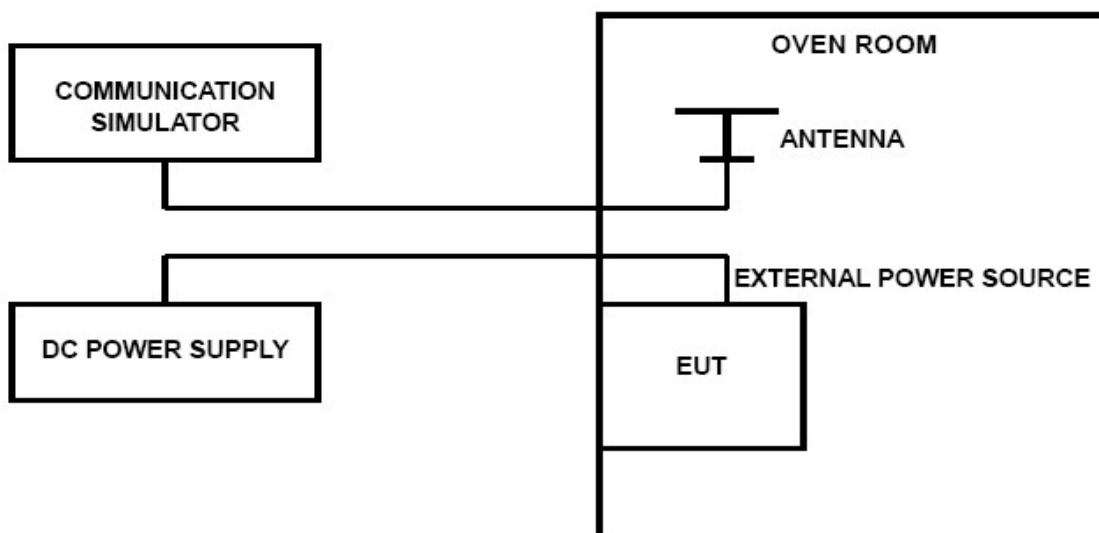 OVEN ROOM
COMMUNICATION
SIMULATOR
ANTENNA
EXTERNAL POWER SOURCE
DC POWER SUPPLY
EUT